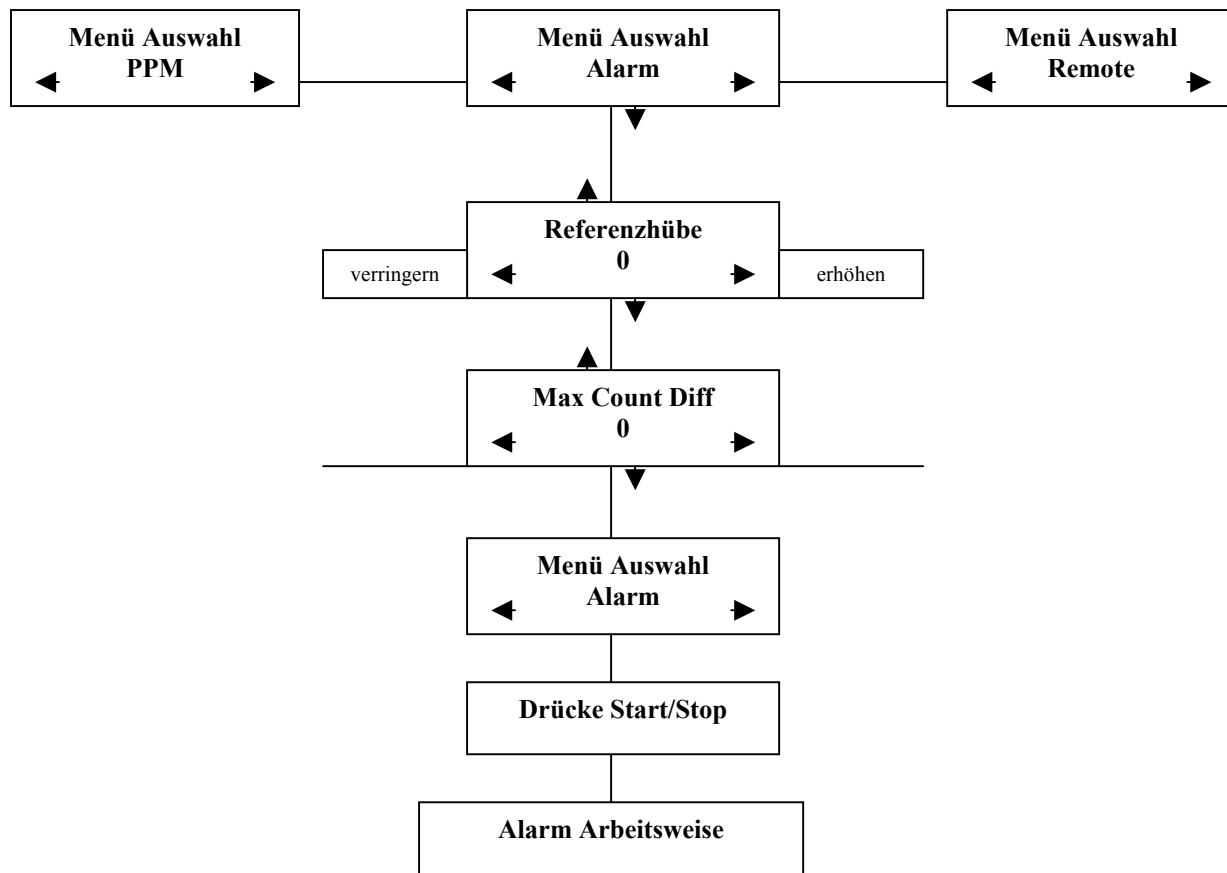 Menü Auswahl
PPM
Menü Auswahl
Alarm
Menü Auswahl
Remote
Referenzhübe
0
verringern
erhöhen
Max Count Diff
0
Menü Auswahl
Alarm
Drücke Start/Stop
Alarm Arbeitsweise